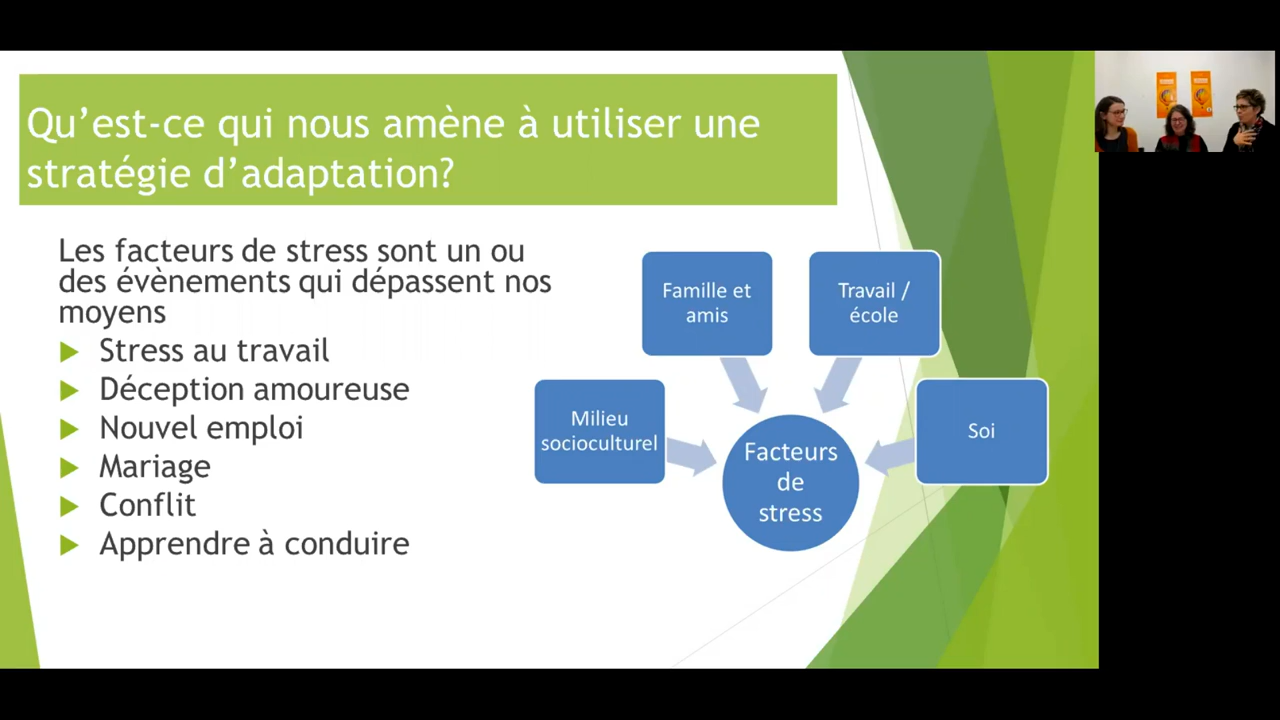 Qu’est-ce qui nous amène à utiliser une
stratégie d’adaptation?
Les facteurs de stress sont un ou
des évènements qui dépassent nos
moyens
Stress au travail
Déception amoureuse
Nouvel emploi
Mariage
Conflit
Apprendre à conduire
Famille et
amis
Travail /
école
Milieu
socioculturel
Soi
Facteurs
de
stress